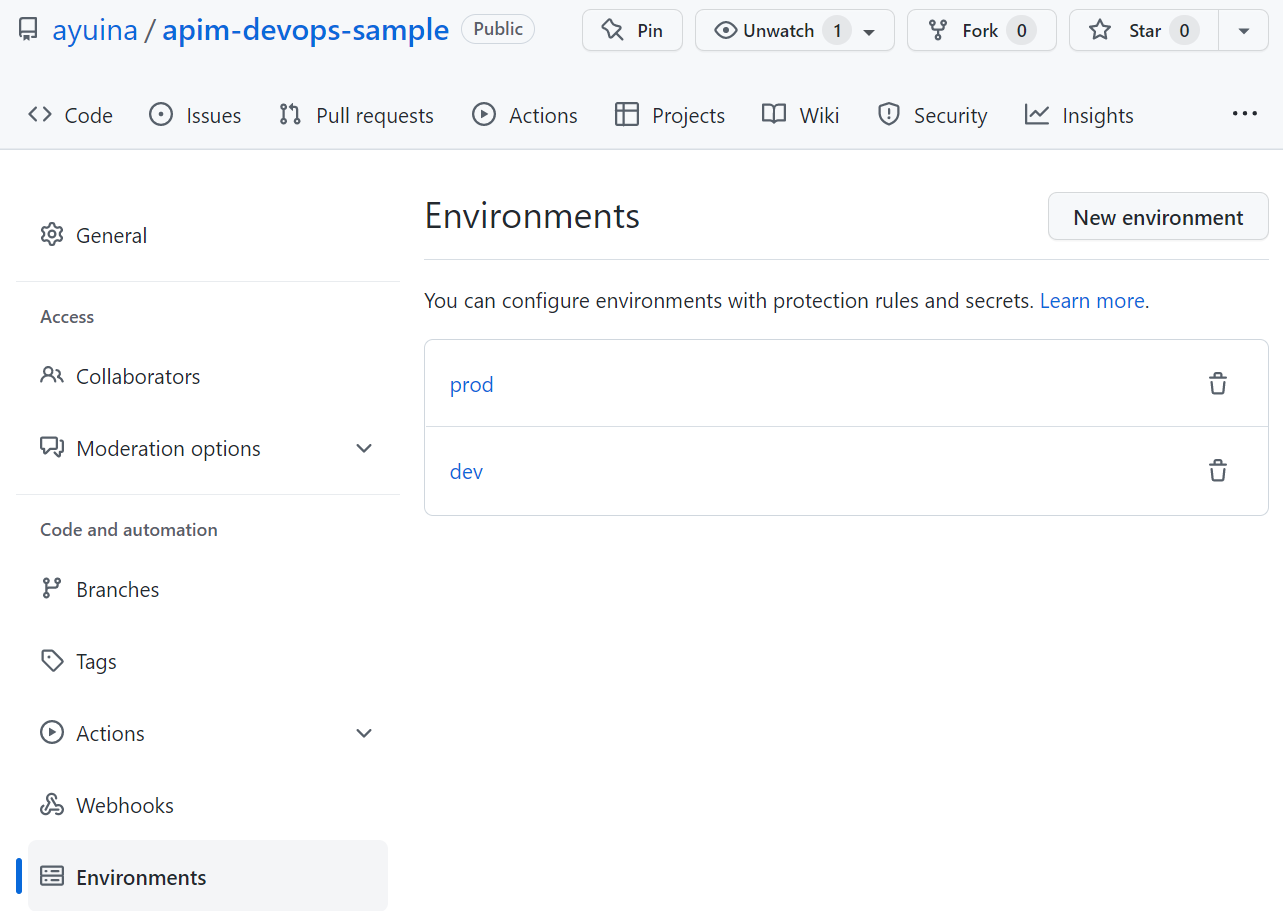 ayuina / apim-devops-sample Public Pin Unwatch 1 Fork 0 Star 0
Code Issues Pull requests Actions Projects Wiki Security Insights
General
Access
Collaborators
Moderation options
Code and automation
Branches
Tags
Actions
Webhooks
Environments
Environments New environment
You can configure environments with protection rules and secrets. Learn more.
prod
dev